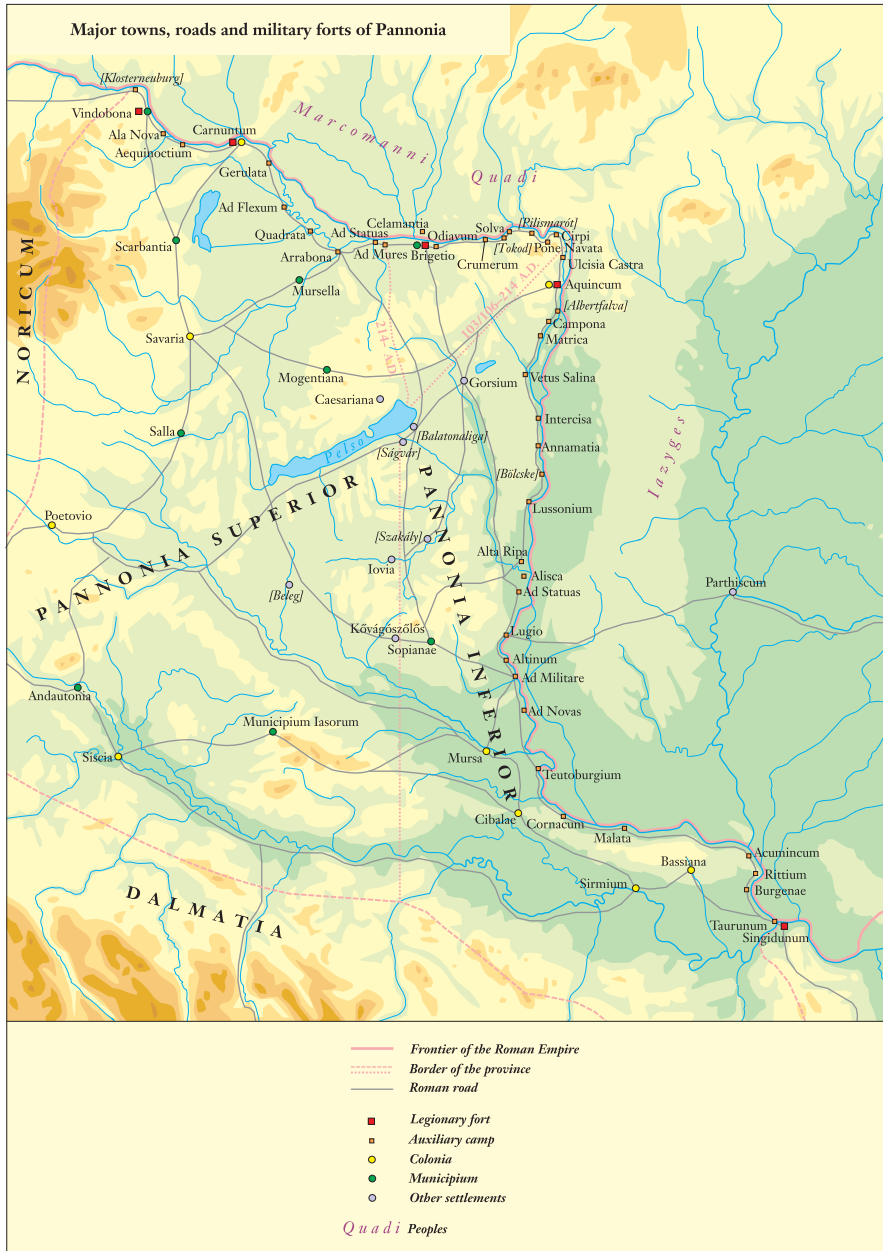 Major towns, roads and military forts of Pannonia
[Klosterneuburg]
Vindobona
Ala Nova
Aequinoctium
Carnuntum
Gerulata
Marcomanni
Quadi
Ad Flexum
Quadrata
Arrabona
Ad Statuas
Ad Mures
Celamantia
Brigetio
Odiavum
Crumerum
Solva
[Tokod]
[Pilismarót]
Pone Navata
Cirpi
Ulcisia Castra
Scarbantia
Mursella
Aquincum
[Albertfalva]
Campona
Matrica
103/106–214 A.D.
214– A.D.
NORICUM
Savaria
Mogentiana
Caesariana
Gorsium
Vetus Salina
Intercisa
Annamatia
[Bölcske]
Lussonium
Iazyges
Salla
Pelso
[Balatonaliga]
[Ságvár]
Poetovio
PANNONIA SUPERIOR
PANNONIA INFERIOR
[Szakály]
Iovia
[Beleg]
Alta Ripa
Alisca
Ad Statuas
Parthiscum
Kővágószőlős
Sopianae
Lugio
Altinum
Ad Militare
Ad Novas
Andautonia
Municipium Iasorum
Siscia
Mursa
Teutoburgium
Cibalae
Cornacum
Malata
Acumincum
Rittium
Burgenae
Bassiana
Sirmium
Taurunum
Singidunum
DALMATIA
Frontier of the Roman Empire
Border of the province
Roman road
Legionary fort
Auxiliary camp
Colonia
Municipium
Other settlements
Quadi Peoples